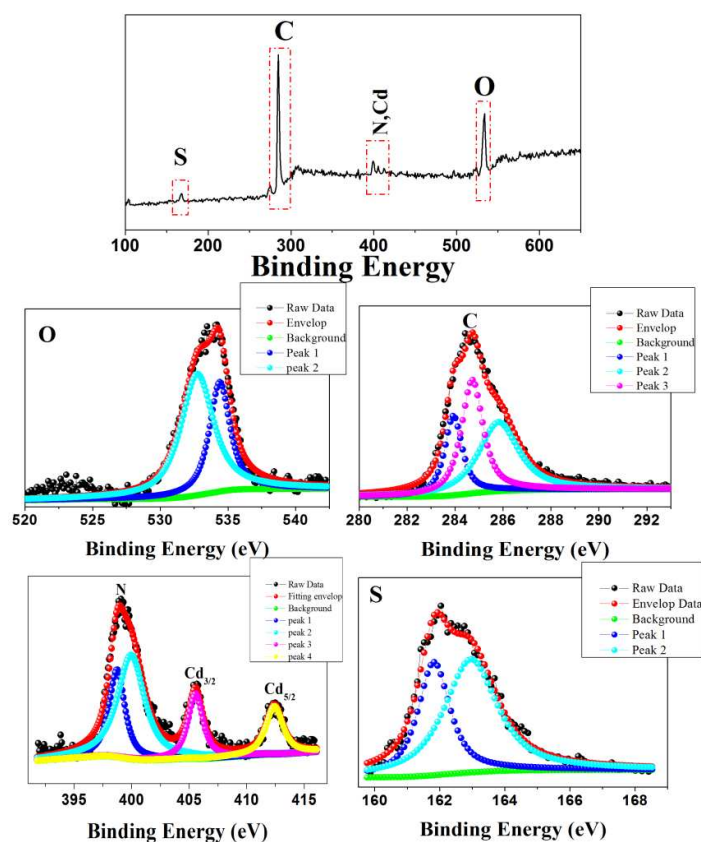 S
C
N,Cd
O
100 200 300 400 500 600
Binding Energy
O
Raw Data
Envelop
Background
Peak 1
peak 2
520 525 530 535 540
Binding Energy (eV)
C
Raw Data
Envelop
Background
Peak 1
Peak 2
Peak 3
280 282 284 286 288 290 292
Binding Energy (eV)
N
Cd3/2
Cd5/2
Raw Data
Fitting envelop
Background
peak 1
peak 2
peak 3
peak 4
395 400 405 410 415
Binding Energy (eV)
S
Raw Data
Envelop Data
Background
Peak 1
Peak 2
160 162 164 166 168
Binding Energy (eV)